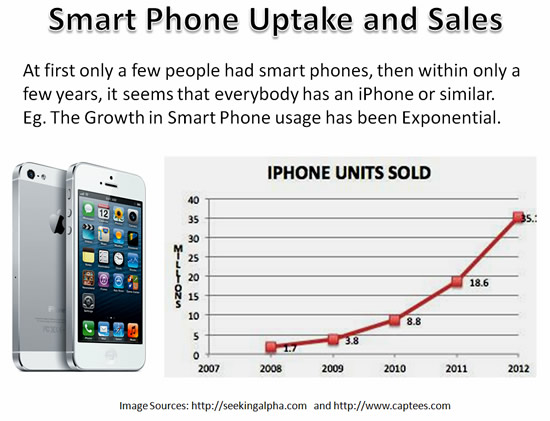 Smart Phone Uptake and Sales
At first only a few people had smart phones, then within only a
few years, it seems that everybody has an iPhone or similar.
Eg. The Growth in Smart Phone usage has been Exponential.
IPHONE UNITS SOLD
MILLIONS
40
35
30
25
20
15
10
5
0
1.7
3.8
8.8
18.6
2007 2008 2009 2010 2011 2012
Image Sources: http://seekingalpha.com and http://www.captees.com